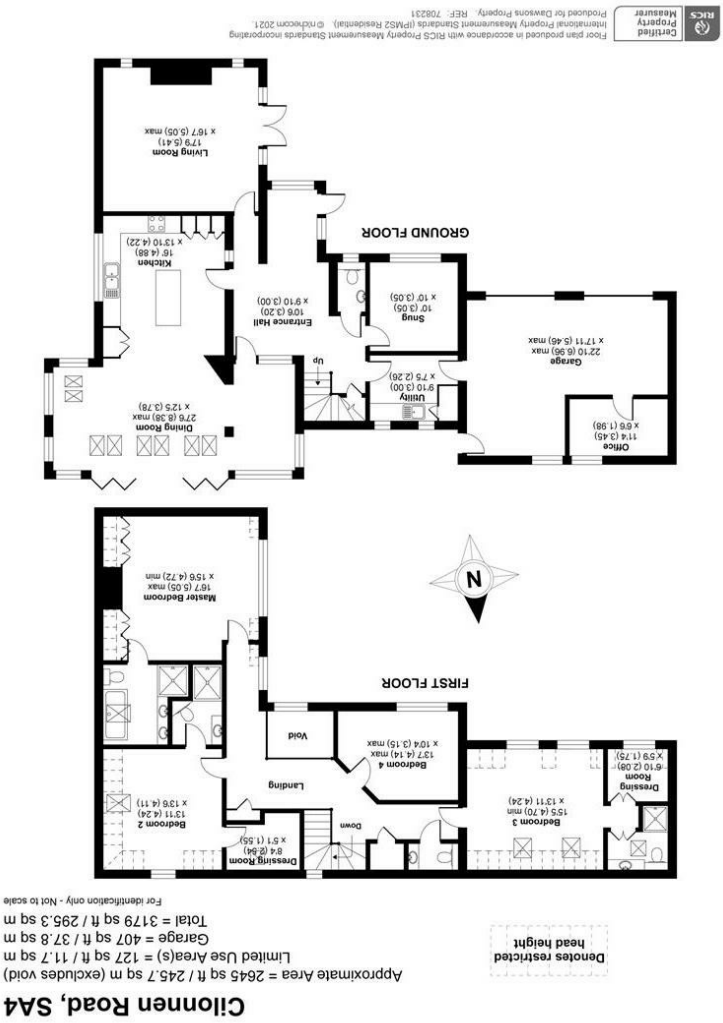 Cilonnen Road, SA4
Approximate Area = 2645 sq ft / 245.7 sq m (excludes void)
Limited Use Area(s) = 127 sq ft / 11.7 sq m
Garage = 407 sq ft / 37.8 sq m
Total = 3179 sq ft / 295.3 sq m
For identification only - Not to scale
Denotes restricted
head height
Dressing Room
8'4 (2.54)
x 5'1 (1.55)
Bedroom 2
13'11 (4.24)
x 13'6 (4.11)
Down
Landing
Void
Bedroom 3
15'5 (4.70) min
x 13'11 (4.24)
Dressing
Room
6'10 (2.08)
x 5'9 (1.75)
Bedroom 4
13'7 (4.14) max
x 10'4 (3.15) max
Master Bedroom
16'7 (5.05) max
x 15'6 (4.72) min
FIRST FLOOR
N
Dining Room
27'6 (8.38) max
x 12'5 (3.78)
Office
11'4 (3.45)
x 6'6 (1.98)
Utility
9'10 (3.00)
x 7'5 (2.26)
Up
Garage
22'10 (6.96) max
x 17'11 (5.46) max
Entrance Hall
10'6 (3.20)
x 9'10 (3.00)
Snug
10' (3.05)
x 10' (3.05)
Kitchen
16' (4.88)
x 13'10 (4.22)
GROUND FLOOR
Living Room
17'9 (5.41)
x 16'7 (5.05) max
RICS
Certified
Property
Measurer
Floor plan produced in accordance with RICS Property Measurement Standards incorporating
International Property Measurement Standards (IPMS2 Residential). © nichecom 2021.
Produced for Dawsons Property. REF: 708231